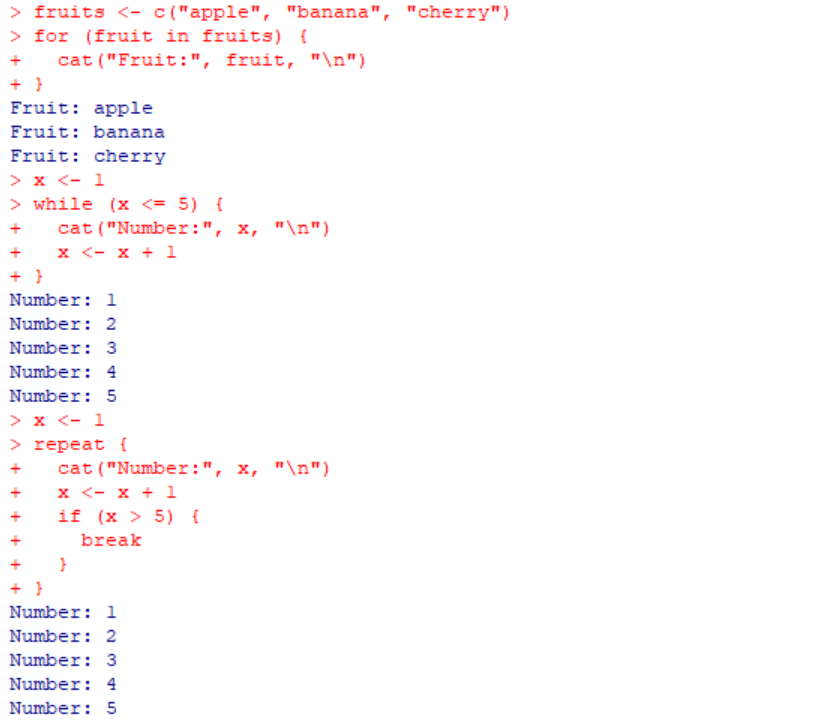 > fruits <- c("apple", "banana", "cherry")
> for (fruit in fruits) {
+   cat("Fruit:", fruit, "\n")
+ }
Fruit: apple
Fruit: banana
Fruit: cherry
> x <- 1
> while (x <= 5) {
+   cat("Number:", x, "\n")
+   x <- x + 1
+ }
Number: 1
Number: 2
Number: 3
Number: 4
Number: 5
> x <- 1
> repeat {
+   cat("Number:", x, "\n")
+   x <- x + 1
+   if (x > 5) {
+     break
+   }
+ }
Number: 1
Number: 2
Number: 3
Number: 4
Number: 5